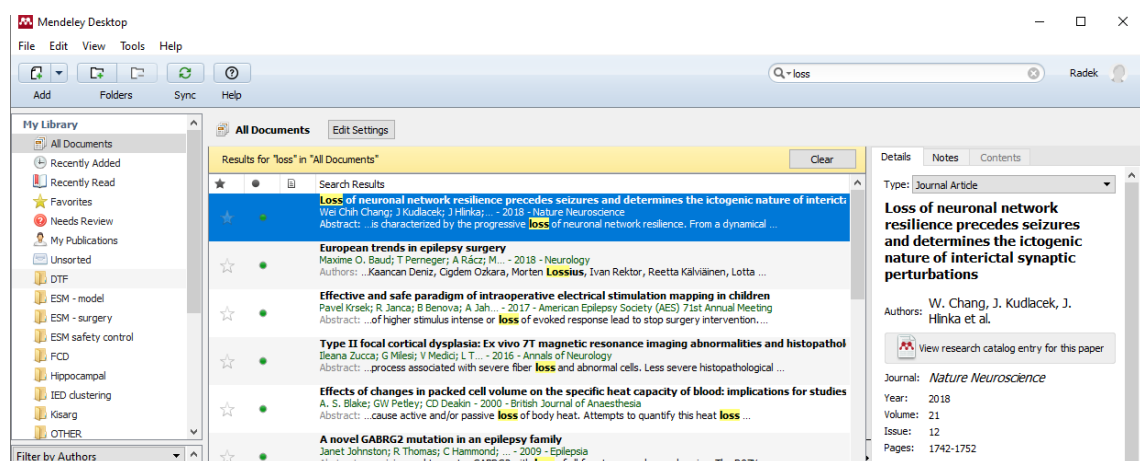 Mendeley Desktop
File Edit View Tools Help
loss
Radek
Add Folders Sync Help
My Library
All Documents
Recently Added
Recently Read
Favorites
Needs Review
My Publications
Unsorted
DTF
ESM - model
ESM - surgery
ESM safety control
FCD
Hippocampal
IED clustering
Kisarg
OTHER
Filter by Authors
All Documents Edit Settings
Results for "loss" in "All Documents" Clear
Search Results
Loss of neuronal network resilience precedes seizures and determines the ictogenic nature of interict
Wei Chih Chang; J Kudlacek; J Hlinka;... - 2018 - Nature Neuroscience
Abstract: ...is characterized by the progressive loss of neuronal network resilience. From a dynamical ...
European trends in epilepsy surgery
Maxime O. Baud; T Perneger; A Rácz; M... - 2018 - Neurology
Authors: ...Kaancan Deniz, Cigdem Ozkara, Morten Lossius, Ivan Rektor, Reetta Kälviäinen, Lotta ...
Effective and safe paradigm of intraoperative electrical stimulation mapping in children
Pavel Krsek; R Janca; B Benova; A Jah... - 2017 - American Epilepsy Society (AES) 71st Annual Meeting
Abstract: ...of higher stimulus intense or loss of evoked response lead to stop surgery intervention....
Type II focal cortical dysplasia: Ex vivo 7T magnetic resonance imaging abnormalities and histopathol
Ileana Zucca; G Milesi; V Medici; L T... - 2016 - Annals of Neurology
Abstract: ...process associated with severe fiber loss and abnormal cells. Less severe histopathological ...
Effects of changes in packed cell volume on the specific heat capacity of blood: implications for studies
A. S. Blake; GW Petley; CD Deakin - 2000 - British Journal of Anaesthesia
Abstract: ...cause active and/or passive loss of body heat. Attempts to quantify this heat loss ...
A novel GABRG2 mutation in an epilepsy family
Janet Johnston; R Thomas; C Hammond; ... - 2009 - Epilepsia
Details Notes Contents
Type: Journal Article
Loss of neuronal network
resilience precedes seizures
and determines the ictogenic
nature of interictal synaptic
perturbations
Authors: W. Chang, J. Kudlacek, J.
Hlinka et al.
View research catalog entry for this paper
Journal: Nature Neuroscience
Year: 2018
Volume: 21
Issue: 12
Pages: 1742-1752